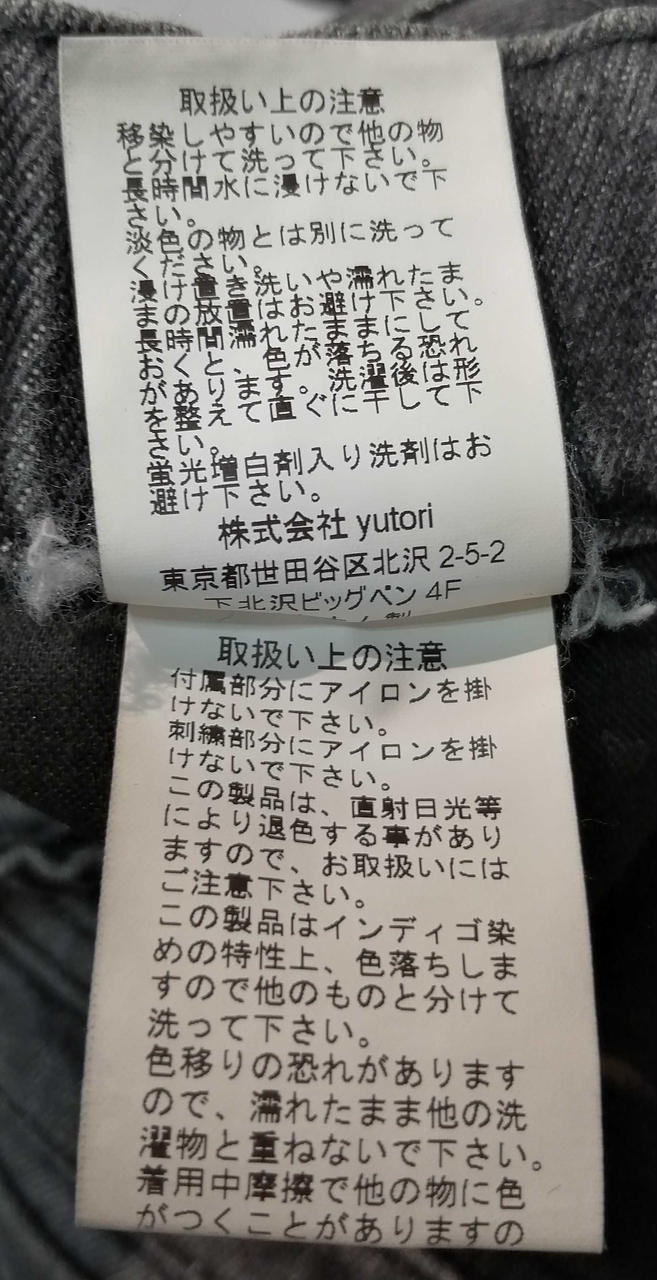 取扱い上の注意
移染しやすいので他の物
と分けて洗って下さい。
長時間水に浸けないで下
さい。
淡色の物とは別に洗って
ください。
浸け置き洗いや濡れたま
まの放置はお避け下さい。
長時間濡れたままにして
おくと、色が落ちる恐れ
があります。洗濯後は形
を整えて直ぐに干して下
さい。
蛍光増白剤入り洗剤はお
避け下さい。
株式会社 yutori
東京都世田谷区北沢 2-5-2
下北沢ビッグベン 4F
取扱い上の注意
付属部分にアイロンを掛
けないで下さい。
刺繍部分にアイロンを掛
けないで下さい。
この製品は、直射日光等
により退色する事があり
ますので、お取扱いには
ご注意下さい。
この製品はインディゴ染
めの特性上、色落ちしま
すので他のものと分けて
洗って下さい。
色移りの恐れがあります
ので、濡れたまま他の洗
濯物と重ねないで下さい。
着用中摩擦で他の物に色
がつくことがありますの